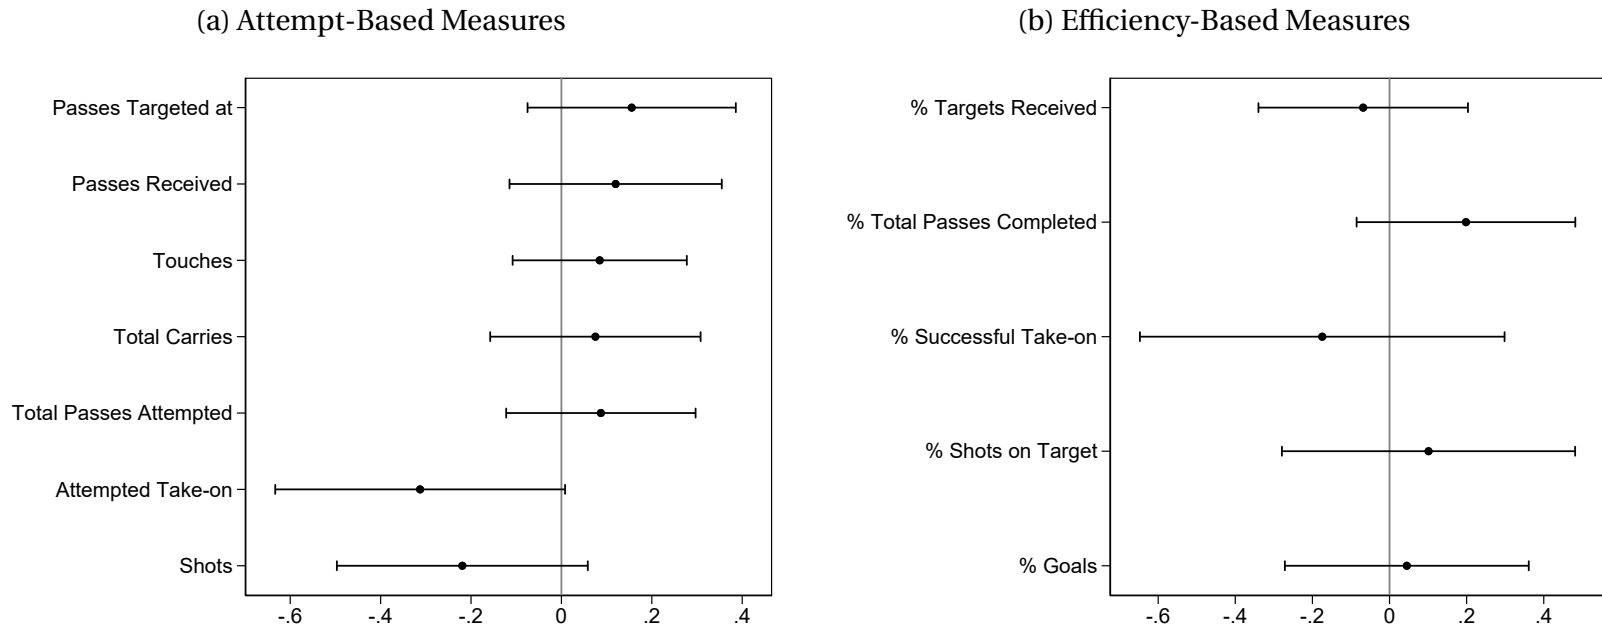 (a) Attempt-Based Measures
Passes Targeted at
Passes Received
Touches
Total Carries
Total Passes Attempted
Attempted Take-on
Shots
-.6 -.4 -.2 0 .2 .4
(b) Efficiency-Based Measures
% Targets Received
% Total Passes Completed
% Successful Take-on
% Shots on Target
% Goals
-.6 -.4 -.2 0 .2 .4